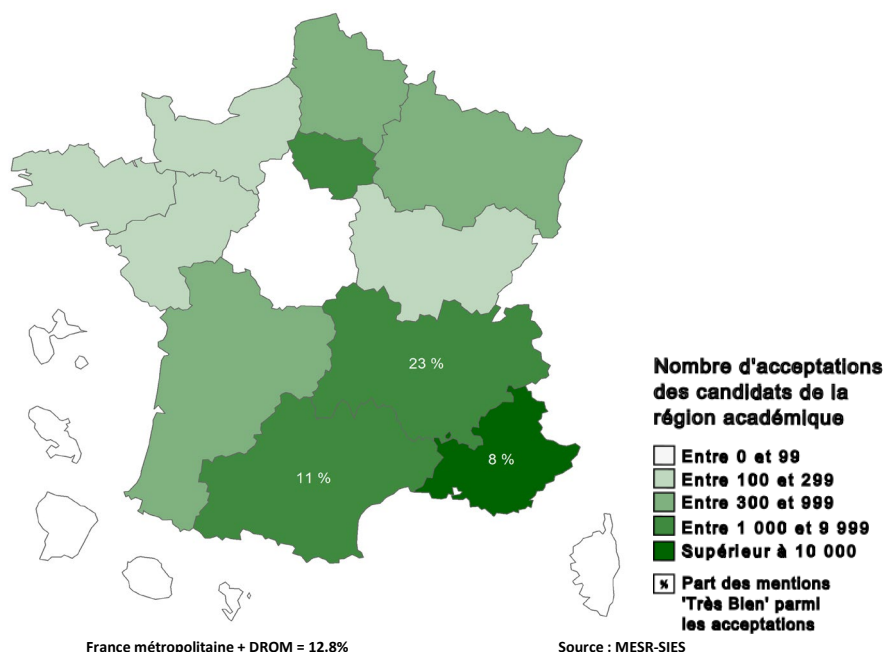 23 %
8 %
11 %
Nombre d'acceptations
des candidats de la
région académique
Entre 0 et 99
Entre 100 et 299
Entre 300 et 999
Entre 1 000 et 9 999
Supérieur à 10 000
% Part des mentions
'Très Bien' parmi
les acceptations
France métropolitaine + DROM = 12.8% Source : MESR-SIES